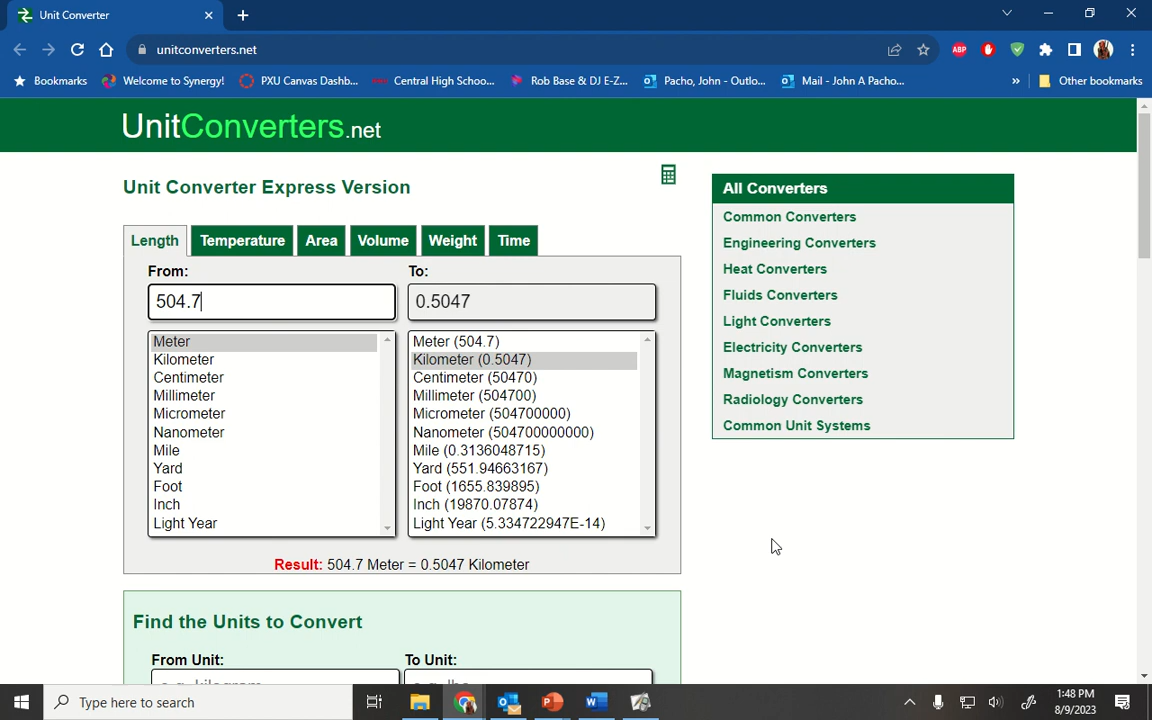 Unit Converter
unitconverters.net
ABP
Bookmarks
Welcome to Synergy!
PXU Canvas Dashb...
Central High Schoo...
Rob Base & DJ E-Z...
Pacho, John - Outlo...
Mail - John A Pacho...
»
Other bookmarks
UnitConverters.net
Unit Converter Express Version
Length
Temperature
Area
Volume
Weight
Time
From:
To:
504.7
0.5047
Meter
Kilometer
Centimeter
Millimeter
Micrometer
Nanometer
Mile
Yard
Foot
Inch
Light Year
Meter (504.7)
Kilometer (0.5047)
Centimeter (50470)
Millimeter (504700)
Micrometer (504700000)
Nanometer (504700000000)
Mile (0.3136048715)
Yard (551.94663167)
Foot (1655.839895)
Inch (19870.07874)
Light Year (5.334722947E-14)
Result: 504.7 Meter = 0.5047 Kilometer
All Converters
Common Converters
Engineering Converters
Heat Converters
Fluids Converters
Light Converters
Electricity Converters
Magnetism Converters
Radiology Converters
Common Unit Systems
Find the Units to Convert
From Unit:
To Unit:
Type here to search
1:48 PM
8/9/2023